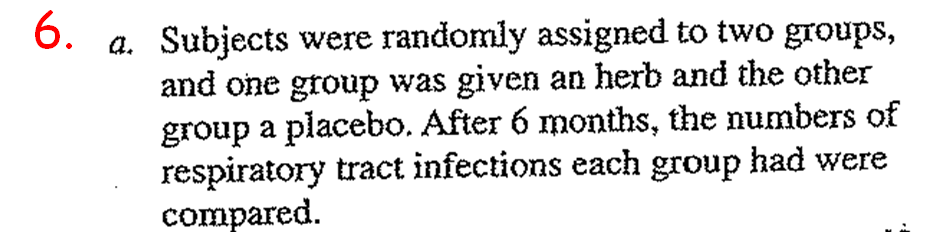 6. a. Subjects were randomly assigned to two groups,
and one group was given an herb and the other
group a placebo. After 6 months, the numbers of
respiratory tract infections each group had were
compared.